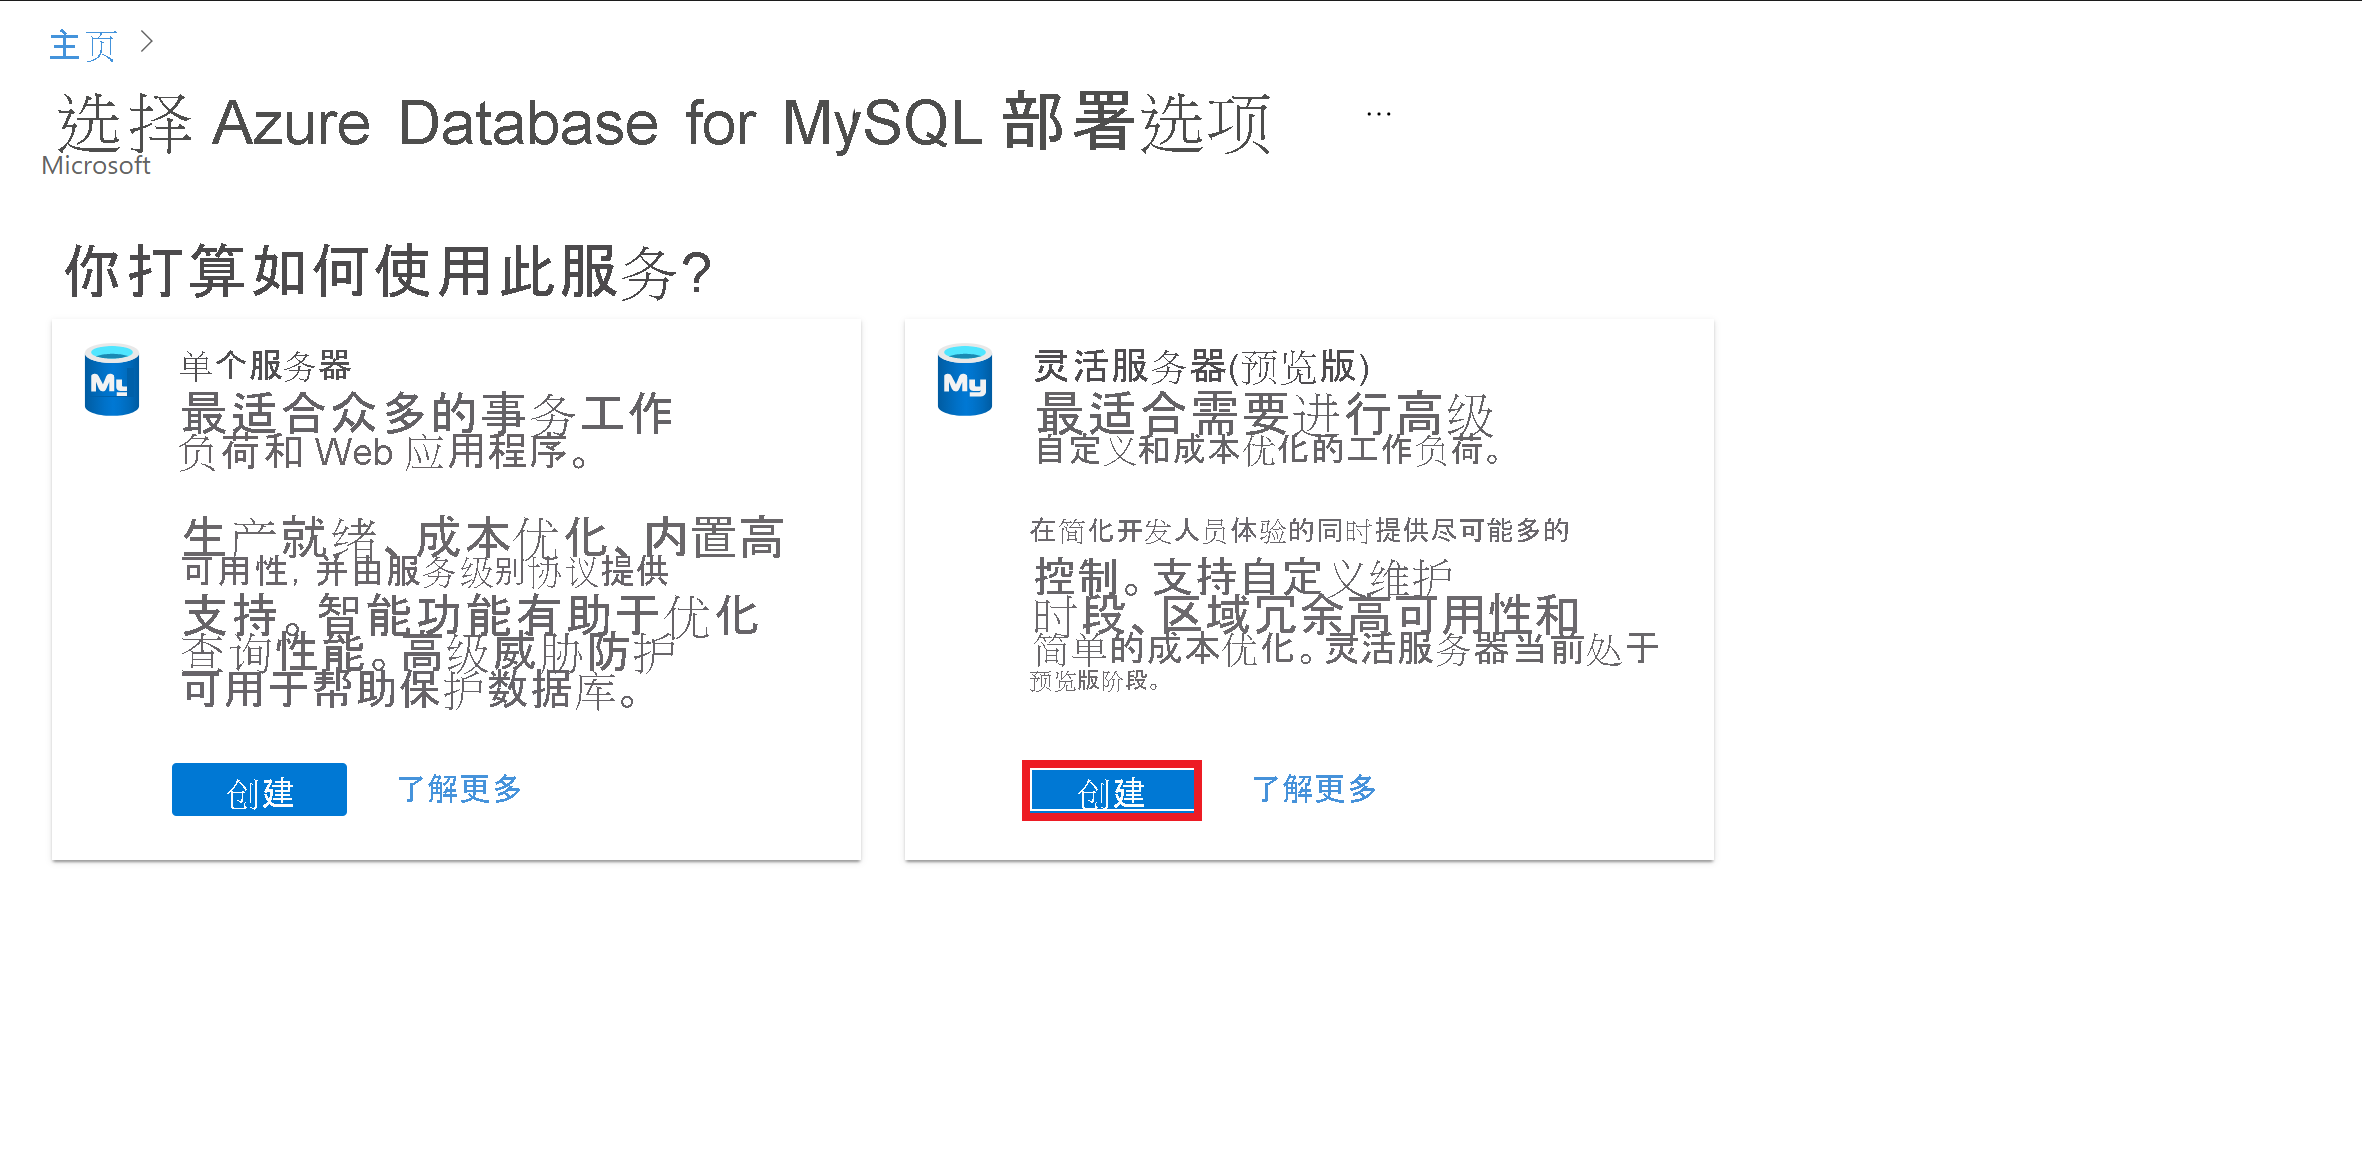 主页 >
选择 Azure Database for MySQL 部署选项 ...
Microsoft
你打算如何使用此服务?
My
单个服务器
最适合众多的事务工作
负荷和 Web 应用程序。
生产就绪、成本优化、内置高
可用性, 并由服务级别协议提供
支持。智能功能有助于优化
查询性能。高级威胁防护
可用于帮助保护数据库。
创建 了解更多
My
灵活服务器(预览版)
最适合需要进行高级
自定义和成本优化的工作负荷。
在简化开发人员体验的同时提供尽可能多的
控制。支持自定义维护
时段、区域冗余高可用性和
简单的成本优化。灵活服务器当前处于
预览版阶段。
创建 了解更多